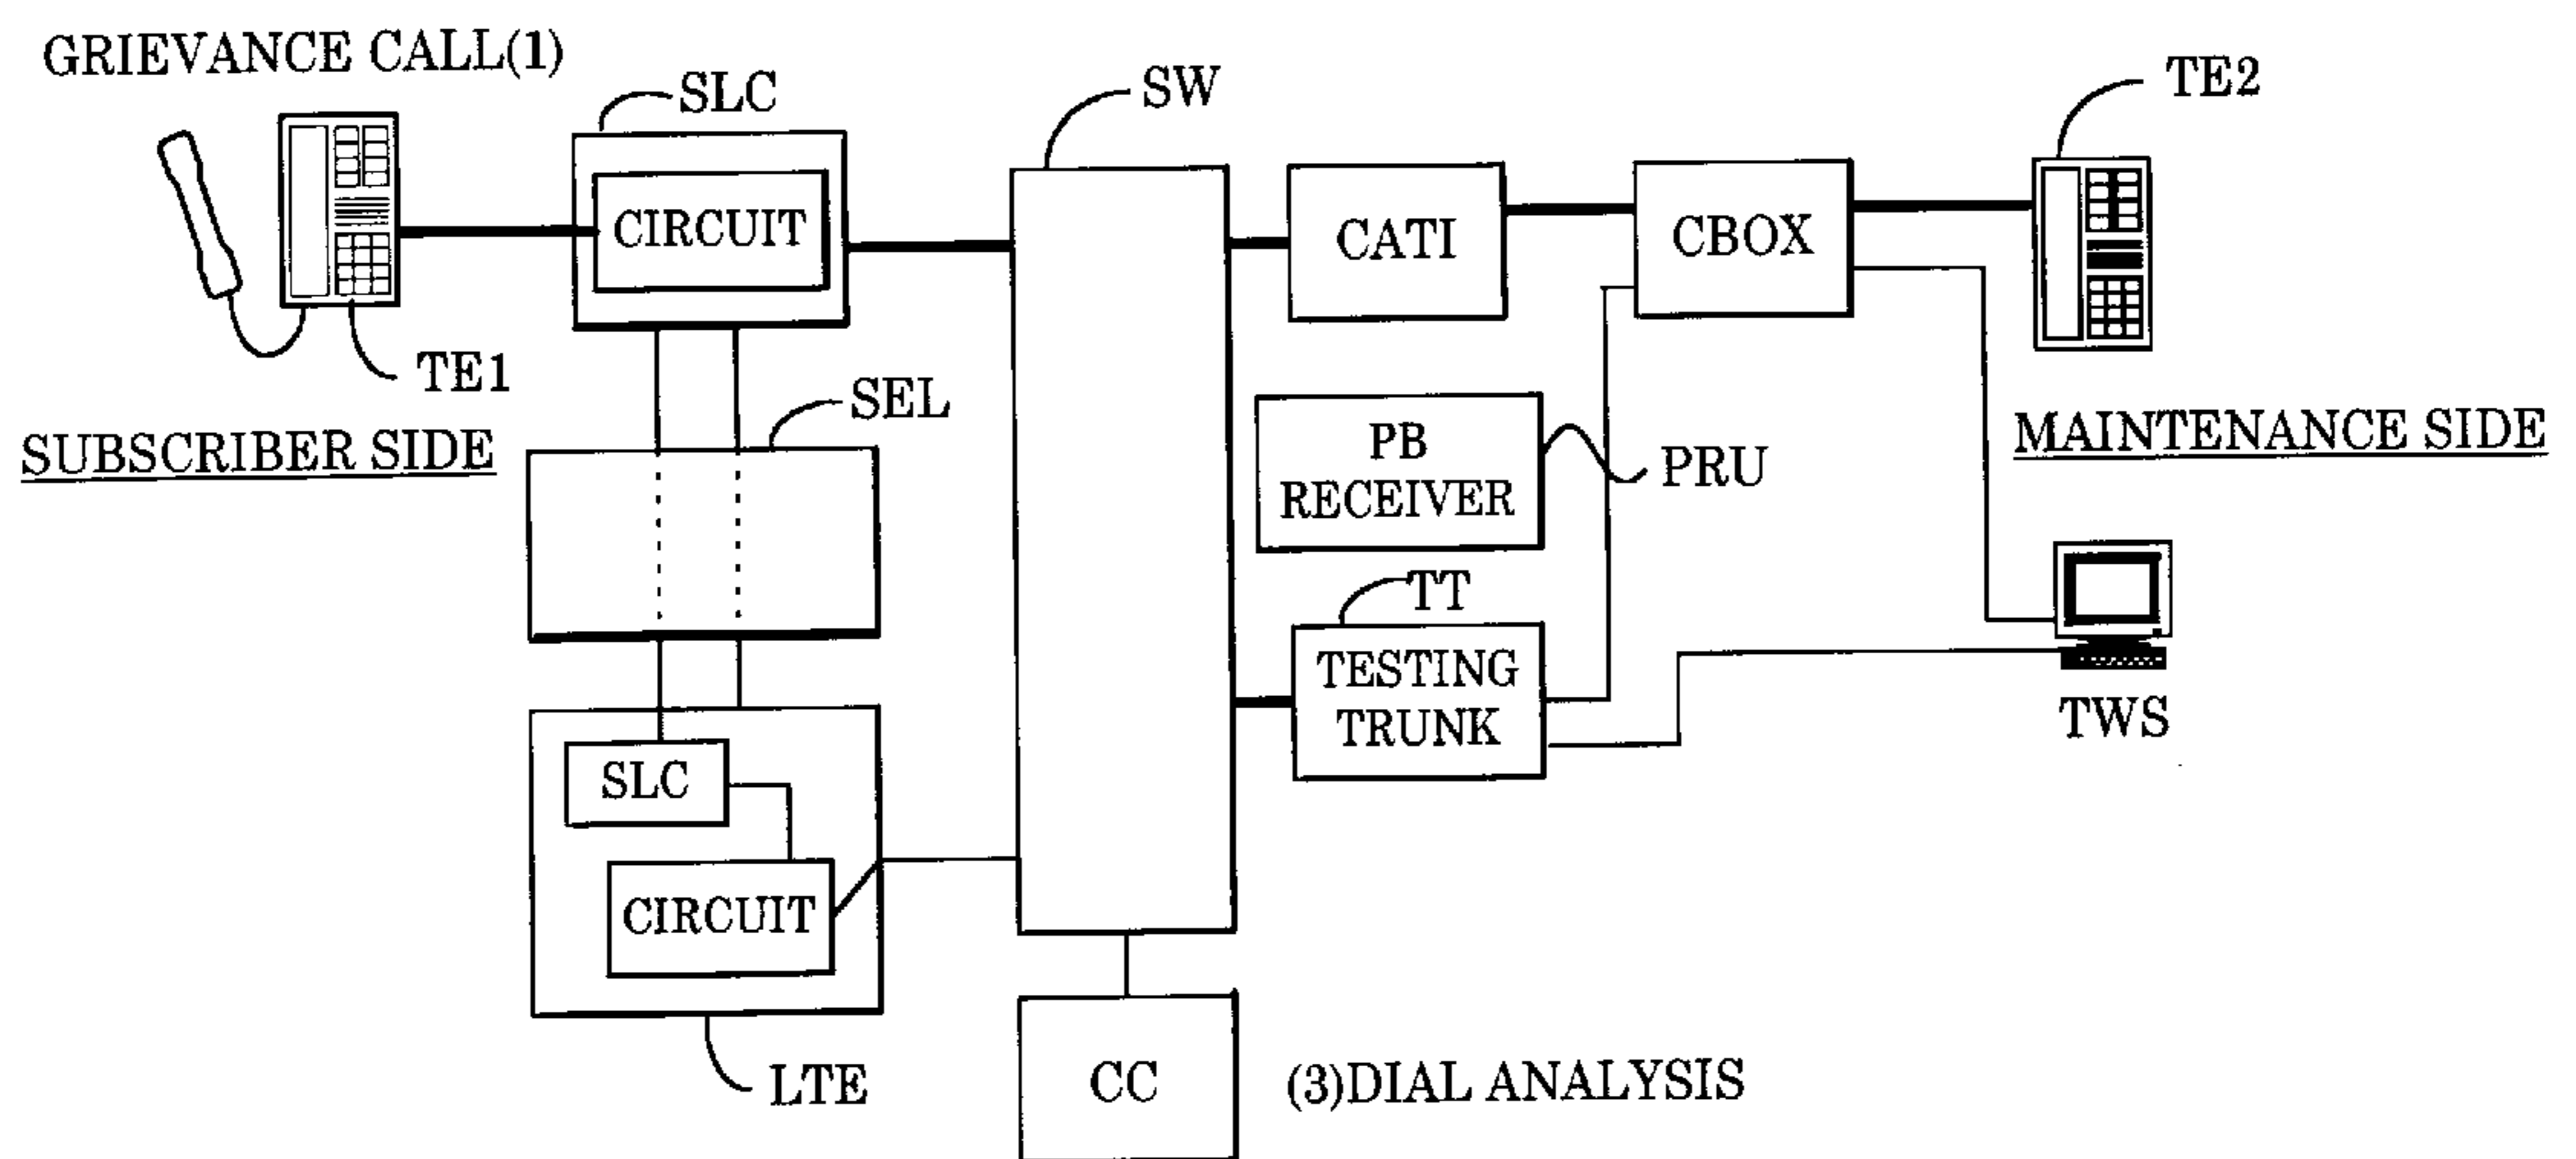 GRIEVANCE CALL(1)
SLC
SW
TE2
CIRCUIT
CATI
CBOX
TE1
SEL
SUBSCRIBER SIDE
MAINTENANCE SIDE
PB
RECEIVER
PRU
TT
TESTING
TRUNK
TWS
SLC
CIRCUIT
LTE
CC
(3)DIAL ANALYSIS